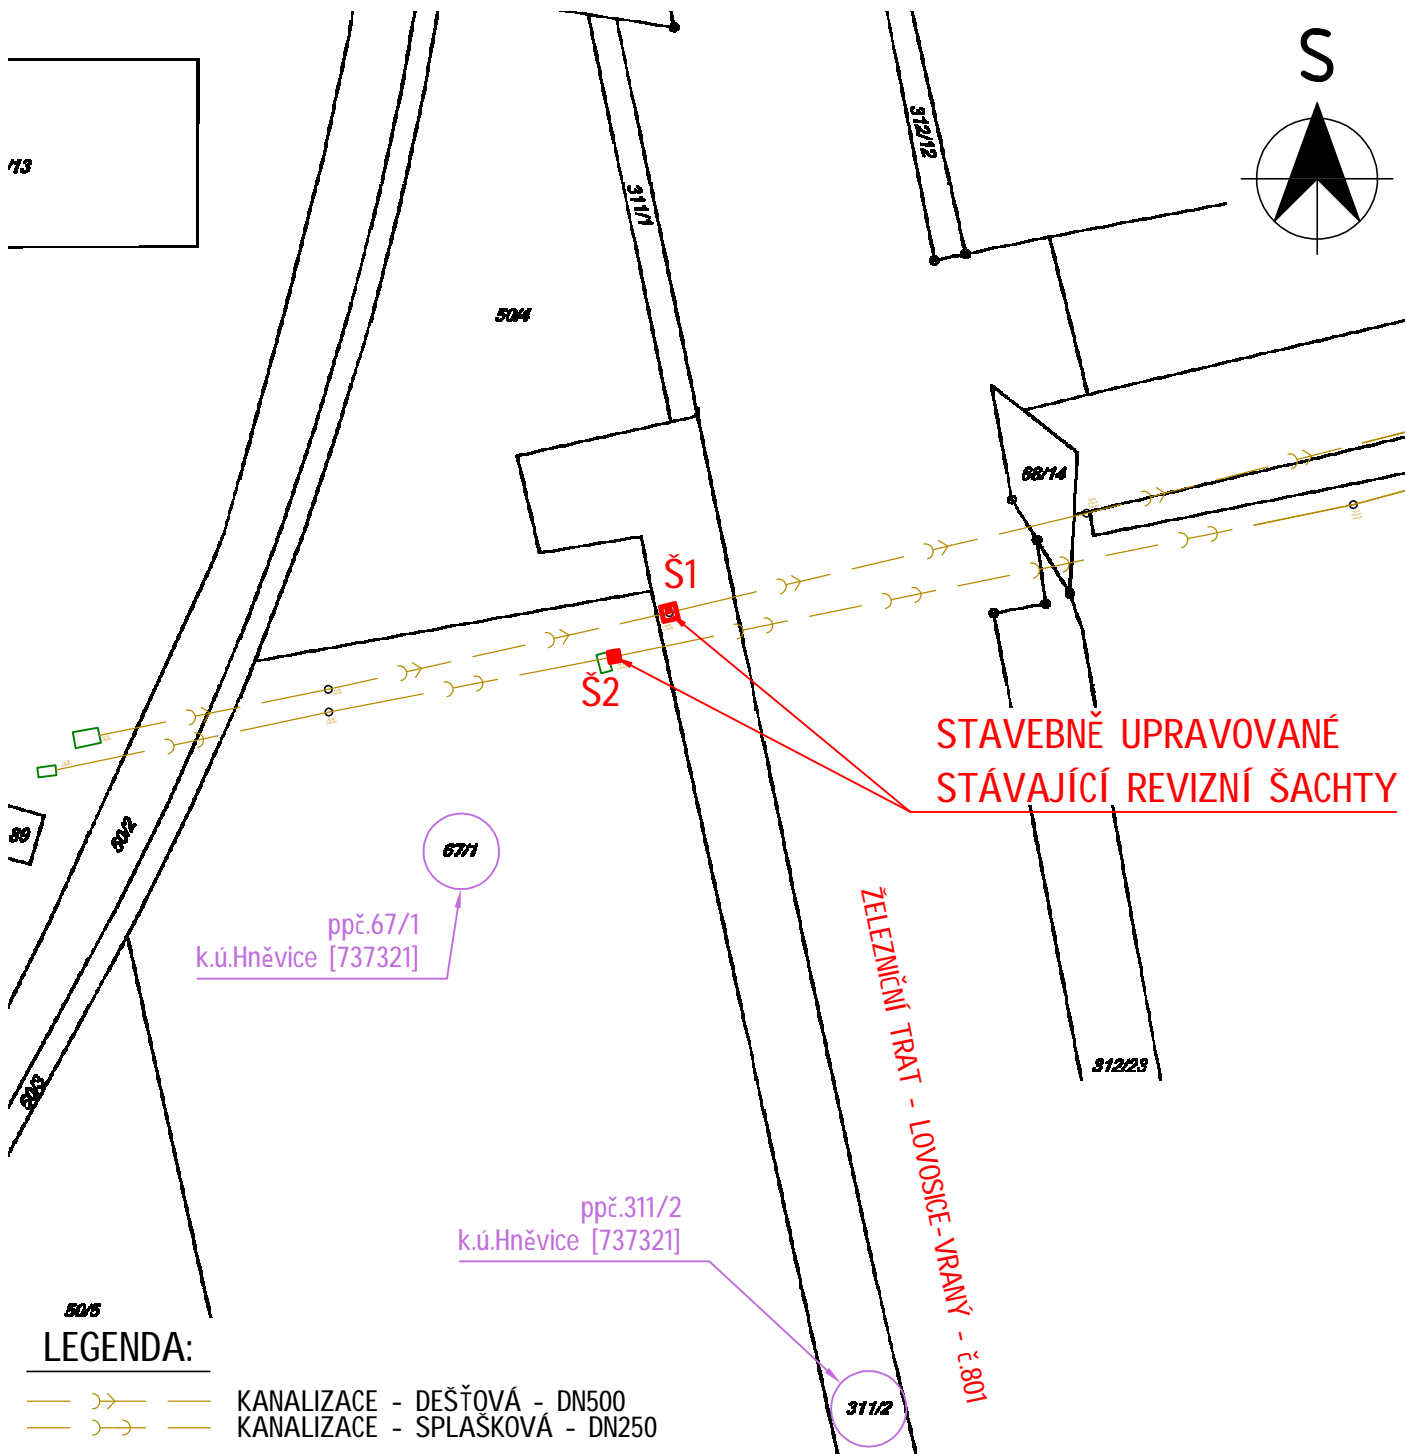 S
/13
312/12
311/1
50/4
68/14
Š1
Š2
STAVEBNĚ UPRAVOVANÉ
STÁVAJÍCÍ REVIZNÍ ŠACHTY
50/2
67/1
ppč.67/1
k.ú.Hněvice [737321]
ŽELEZNIČNÍ TRAT - LOVOSICE-VRANÝ - č.801
312/23
ppč.311/2
k.ú.Hněvice [737321]
50/5
311/2
LEGENDA:
KANALIZACE - DEŠŤOVÁ - DN500
KANALIZACE - SPLAŠKOVÁ - DN250